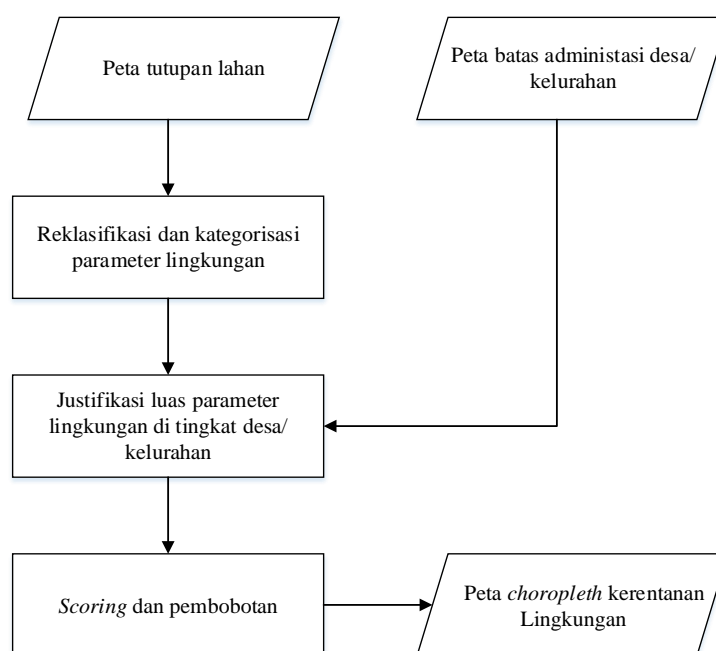 Peta tutupan lahan
Peta batas administasi desa/
kelurahan
Reklasifikasi dan kategorisasi
parameter lingkungan
Justifikasi luas parameter
lingkungan di tingkat desa/
kelurahan
Scoring dan pembobotan
Peta choropleth kerentanan
Lingkungan